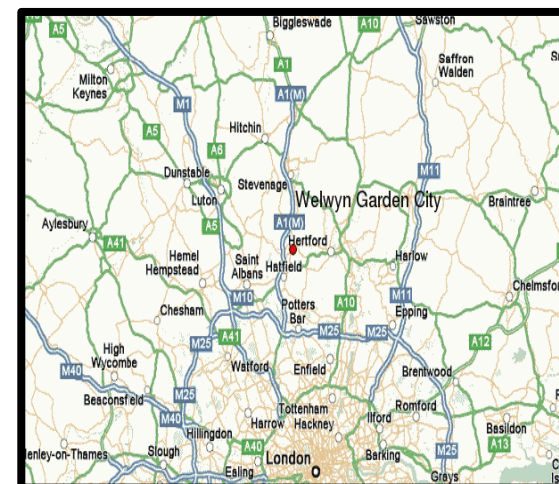 Biggleswade
A10
Sawston
A5
Saffron
Walden
A1
Milton
Keynes
A1(M)
M1
A5
Hitchin
A6
M11
Dunstable
Stevenage
Luton
Welwyn Garden City
Braintree
A5
A1(M)
Aylesbury
A41
Hertford
Hemel
Hempstead
Saint
Albans
Hatfield
Harlow
M10
A10
M11
Chelmsfor
Chesham
Potters
Bar
Epping
A41
M25
M25
M25
A12
High
Wycombe
Watford
Enfield
M40
Brentwood
M25
Beaconsfield
Tottenham
Romford
M40
Harrow
Hackney
Ilford
Basildon
Hillingdon
A13
A40
M25
Henley-on-Thames
Slough
Ealing
London
Barking
Grays